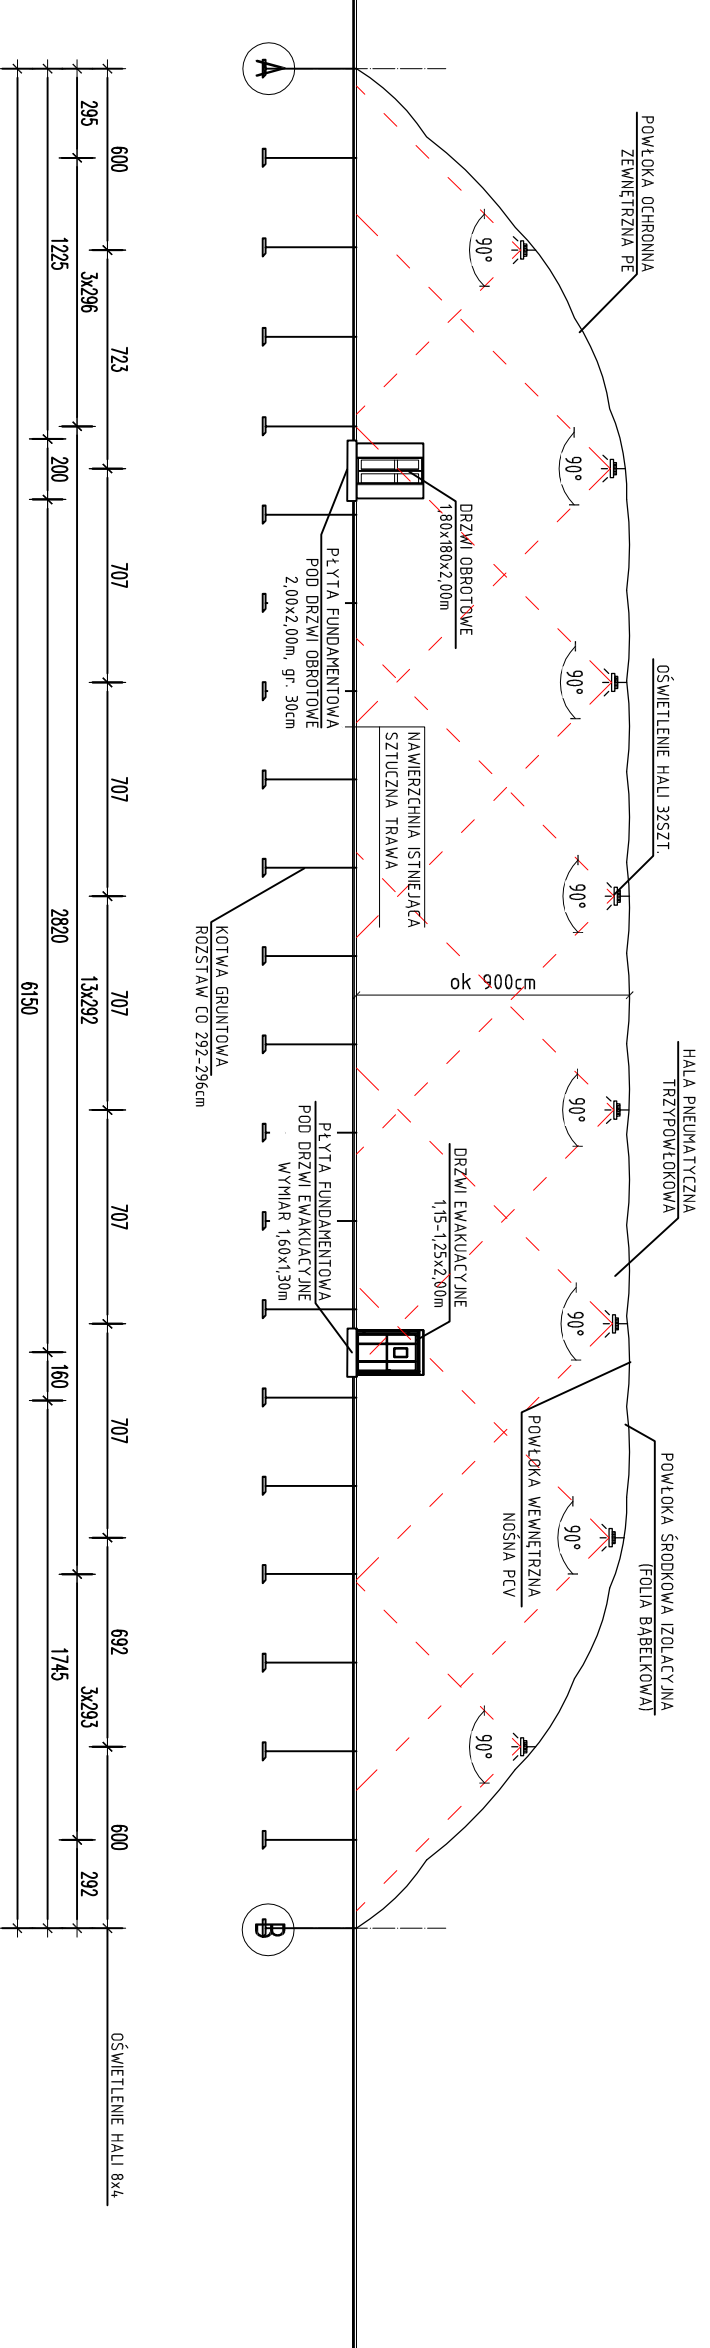 POWŁOKA OCHRONNA
ZEWNĘTRZNA PE
OŚWIETLENIE HALI 32SZT.
HALA PNEUMATYCZNA
TRZYPOWŁOKOWA
POWŁOKA ŚRODKOWA IZOLACYJNA
(FOLIA BĄBELKOWA)
90°
90°
90°
90°
90°
90°
90°
90°
POWŁOKA WEWNĘTRZNA
NOŚNA PCV
ok 900cm
DRZWI OBROTOWE
1,80x180x2,00m
DRZWI EWAKUACYJNE
1,15-1,25x2,00m
NAWIERZCHNIA ISTNIEJĄCA
SZTUCZNA TRAWA
PŁYTA FUNDAMENTOWA
POD DRZWI OBROTOWE
2,00x2,00m, gr. 30cm
PŁYTA FUNDAMENTOWA
POD DRZWI EWAKUACYJNE
WYMIAR 1,60x1,30m
A
B
KOTWA GRUNTOWA
ROZSTAW CO 292-296cm
600 723 707 707 707 707 707 692 600 OŚWIETLENIE HALI 8x4
295 3x296 13x292 3x293 292
1225 200 2820 160 1745
6150